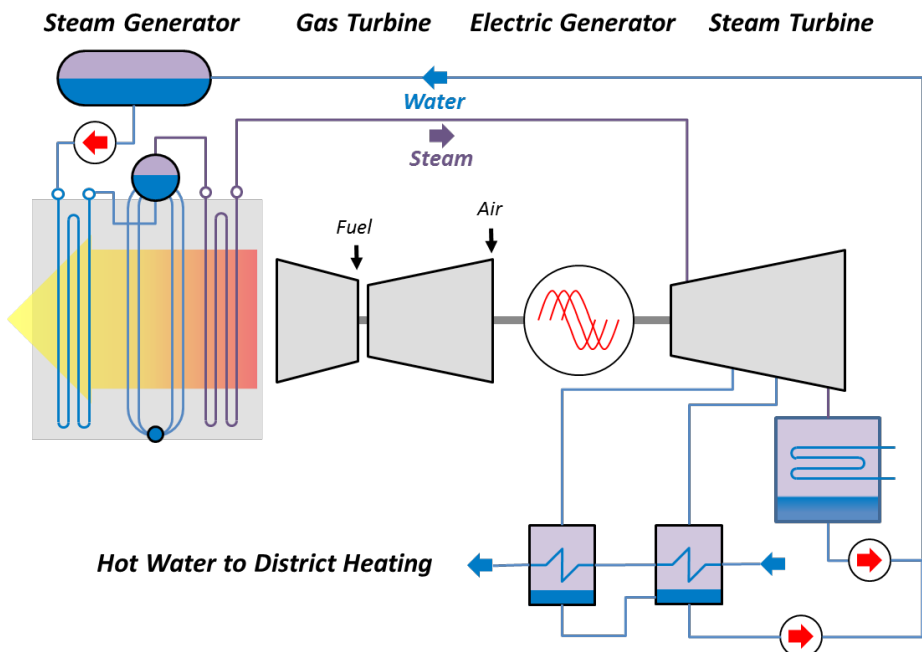 Steam Generator
Gas Turbine
Electric Generator
Steam Turbine
Water
Steam
Fuel
Air
Hot Water to District Heating